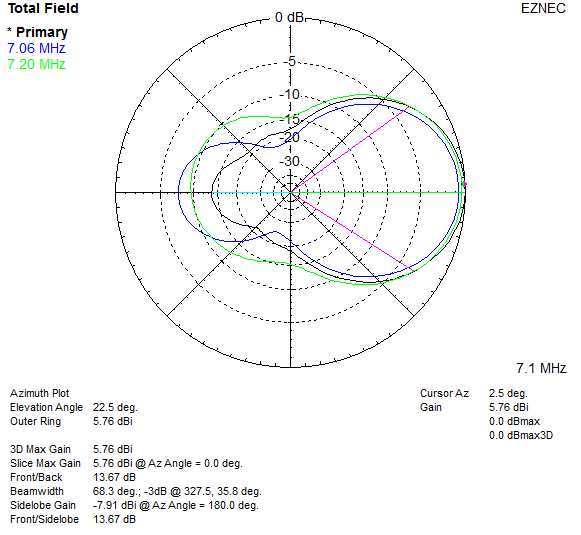 Total Field
EZNEC
0 dB
* Primary
7.06 MHz
7.20 MHz
-5
-10
-15
-20
-30
7.1 MHz
Azimuth Plot
Elevation Angle 22.5 deg.
Outer Ring 5.76 dBi
Cursor Az 2.5 deg.
Gain 5.76 dBi
0.0 dBmax
0.0 dBmax3D
3D Max Gain 5.76 dBi
Slice Max Gain 5.76 dBi @ Az Angle = 0.0 deg.
Front/Back 13.67 dB
Beamwidth 68.3 deg.; -3dB @ 327.5, 35.8 deg.
Sidelobe Gain -7.91 dBi @ Az Angle = 180.0 deg.
Front/Sidelobe 13.67 dB